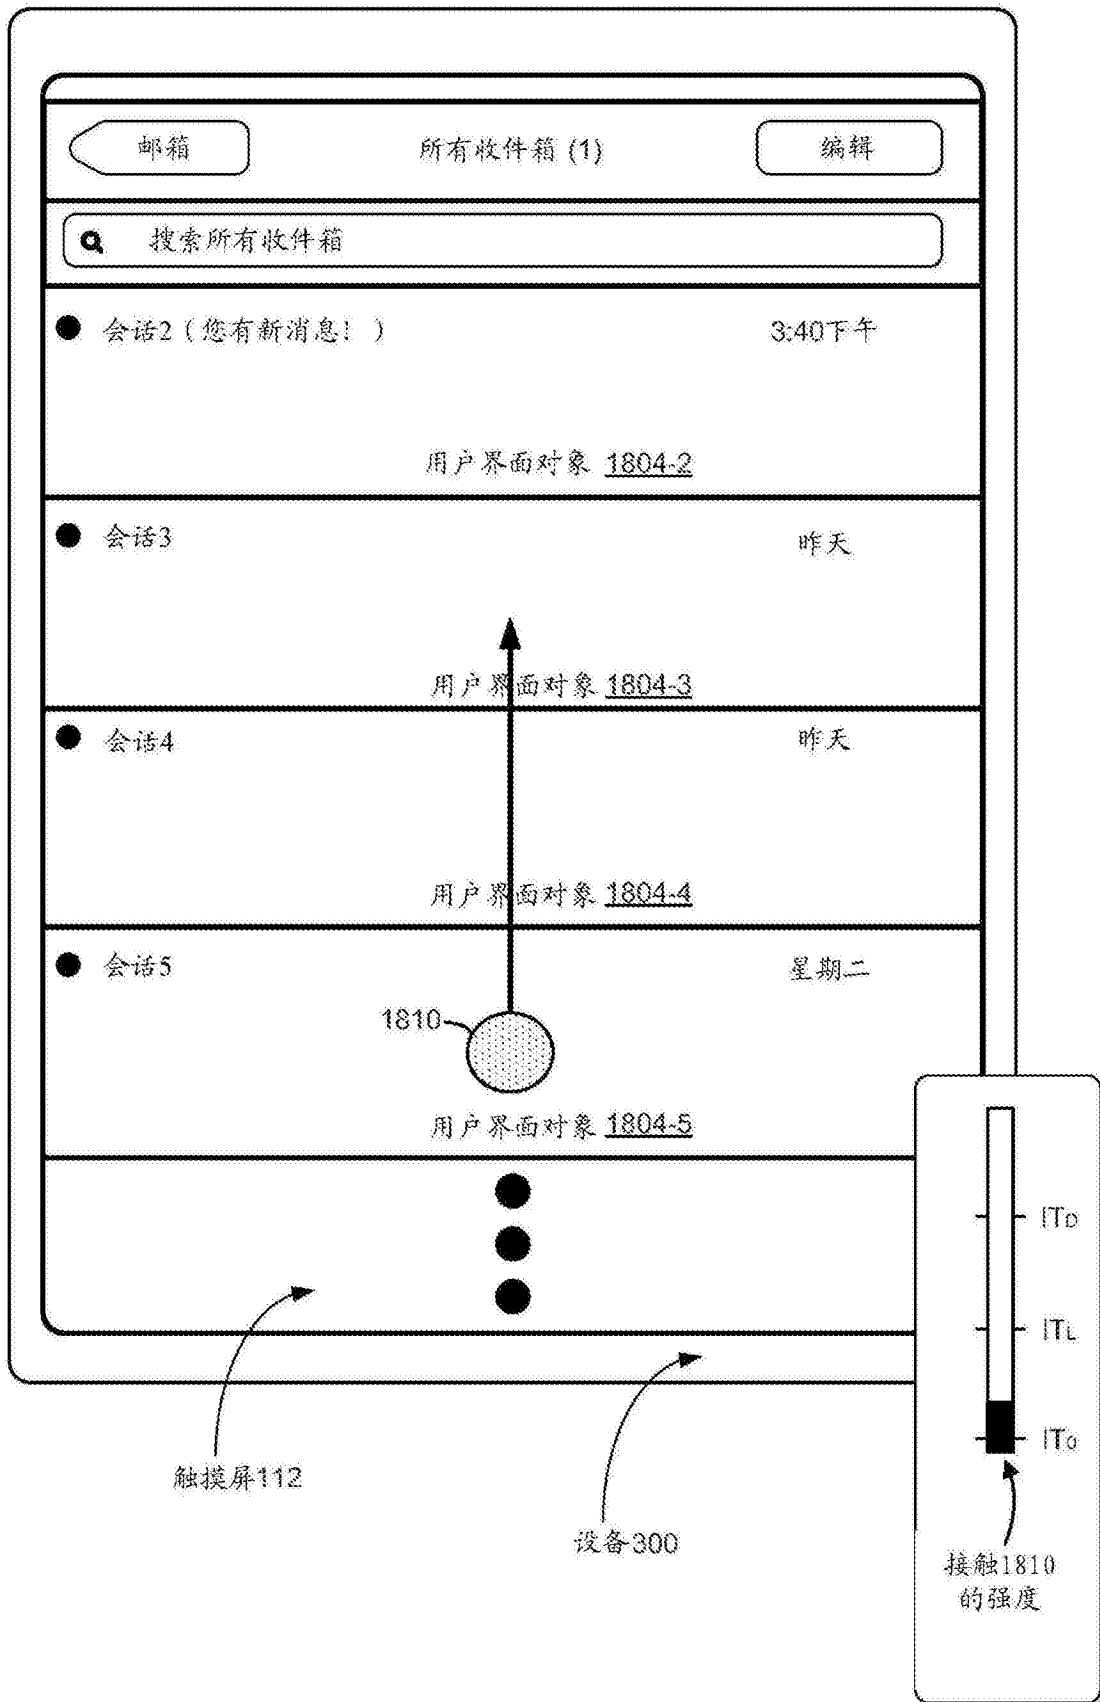 邮箱 所有收件箱 (1) 编辑
搜索所有收件箱
会话2（您有新消息！） 3:40下午
用户界面对象 1804-2
会话3 昨天
用户界面对象 1804-3
会话4 昨天
用户界面对象 1804-4
会话5 星期二
1810
用户界面对象 1804-5
ITD
ITL
IT0
触摸屏112
设备300
接触1810
的强度